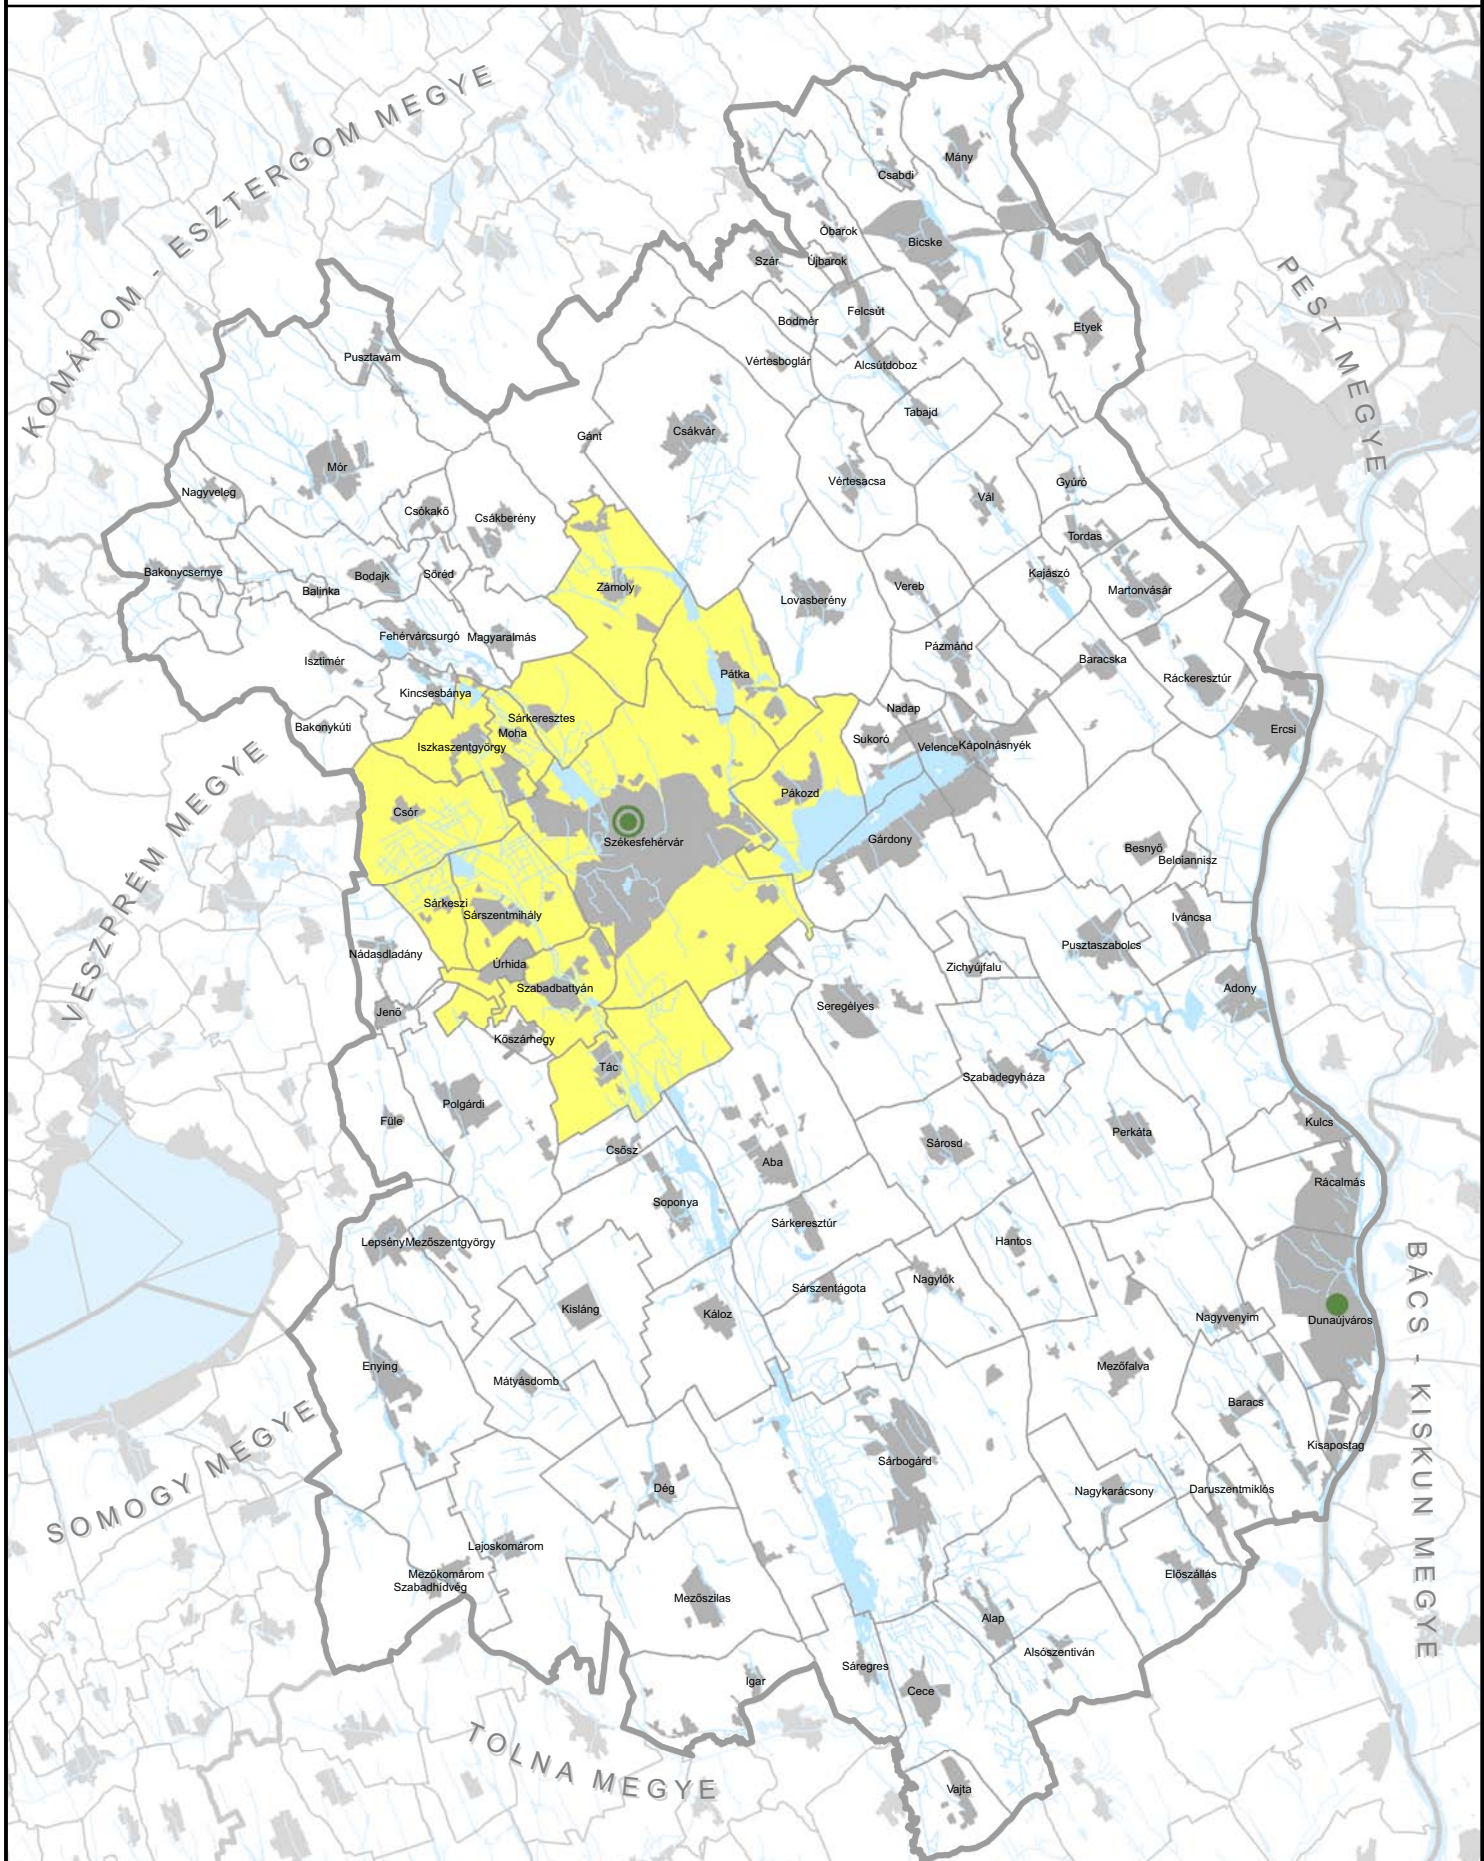 KOMÁROM - ESZTERGOM MEGYE
PEST MEGYE
Mány
Csabdi
Óbarok
Bicske
Szár
Újbarok
Felcsút
Bodmér
Etyek
Pusztavám
Vértesboglár
Alcsútdoboz
Tabajd
Csákvár
Gánt
Mór
Vértesacsa
Gyúró
Nagyveleg
Vál
Csókakő
Csákberény
Tordas
Bakonycsernye
Bodajk
Söréd
Kajászó
Balinka
Zámoly
Vereb
Martonvásár
Lovasberény
Fehérvárcsurgó
Magyaralmás
Pázmánd
Isztimér
Baracska
Pátka
Ráckeresztúr
Kincsesbánya
Nadap
Sárkeresztes
Bakonykúti
Moha
Ercsi
Sukoró
Iszkaszentgyörgy
Velence
Kápolnásnyék
Pákozd
Csór
Székesfehérvár
Gárdony
VESZPRÉM MEGYE
Besnyő
Beloiannisz
Sárkeszi
Sárszentmihály
Iváncsa
Pusztaszabolcs
Nádasdladány
Úrhida
Zichyújfalu
Szabadbattyán
Adony
Seregélyes
Jenő
Kőszárhegy
Tác
Szabadegyháza
Polgárdi
Füle
Kulcs
Perkáta
Sárosd
Csősz
Aba
Rácalmás
Soponya
Sárkeresztúr
Lepsény
Mezőszentgyörgy
Hantos
Nagylók
Sárszentágota
Kisláng
Káloz
Nagyvenyim
Dunaújváros
Enying
Mezőfalva
Mátyásdomb
Baracs
BÁCS - KISKUN MEGYE
Kisapostag
Sárbogárd
SOMOGY MEGYE
Dég
Nagykarácsony
Daruszentmiklós
Lajoskomárom
Mezőkomárom
Előszállás
Szabadhídvég
Mezőszilas
Alap
Alsószentiván
Sáregres
Igar
Cece
TOLNA MEGYE
Vajta